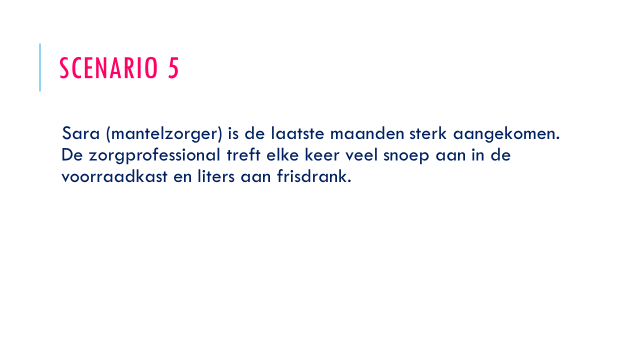 SCENARIO 5
Sara (mantelzorger) is de laatste maanden sterk aangekomen.
De zorgprofessional treft elke keer veel snoep aan in de
voorraadkast en liters aan frisdrank.